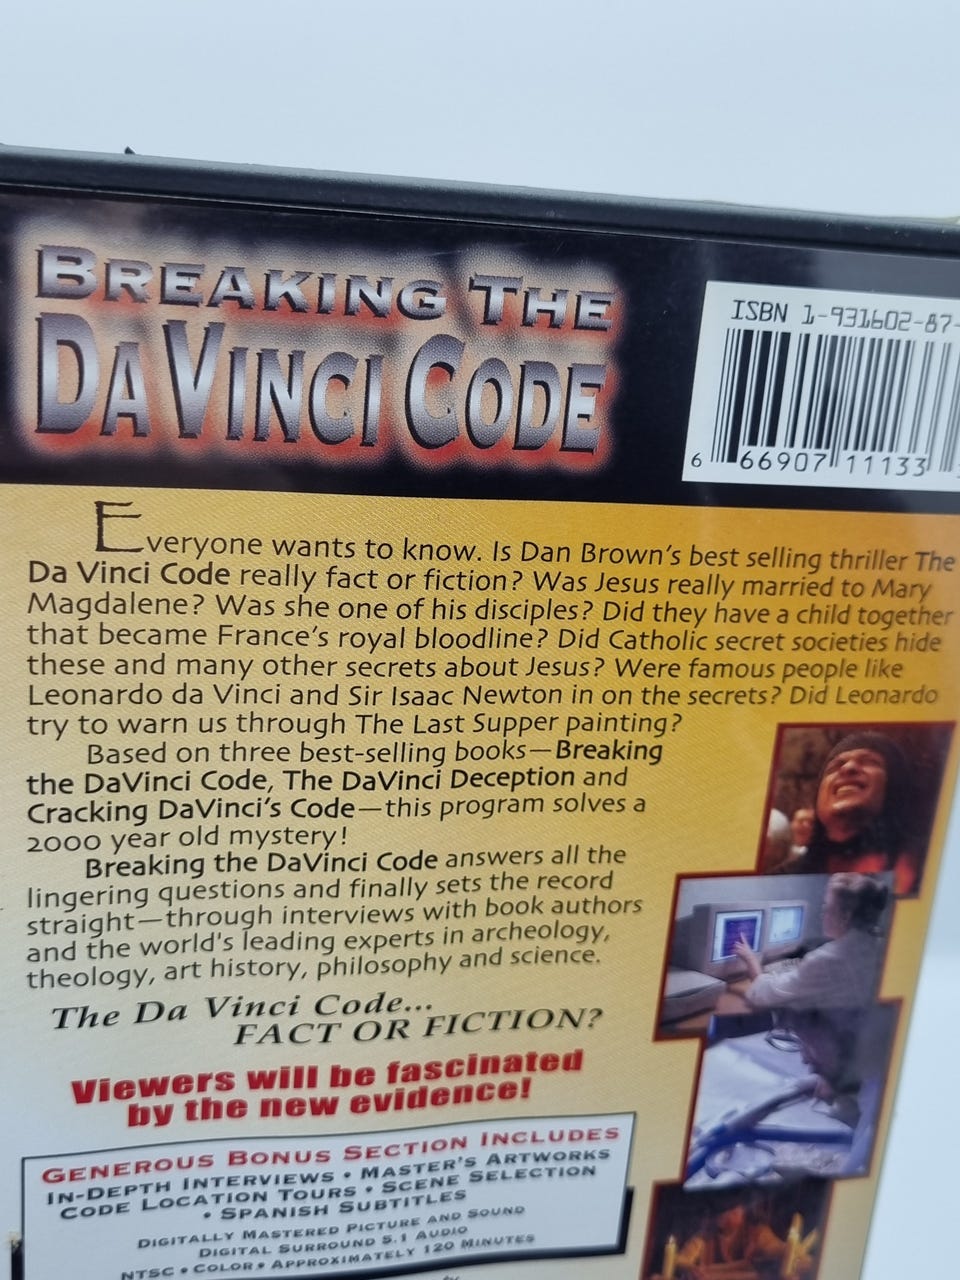 BREAKING THE
DAVINCI CODE
ISBN 1-931602-87-
6 66907 11133
Everyone wants to know. Is Dan Brown's best selling thriller The
Da Vinci Code really fact or fiction? Was Jesus really married to Mary
Magdalene? Was she one of his disciples? Did they have a child together
that became France's royal bloodline? Did Catholic secret societies hide
these and many other secrets about Jesus? Were famous people like
Leonardo da Vinci and Sir Isaac Newton in on the secrets? Did Leonardo
try to warn us through The Last Supper painting?
Based on three best-selling books—Breaking
the DaVinci Code, The DaVinci Deception and
Cracking DaVinci's Code—this program solves a
2000 year old mystery!
Breaking the DaVinci Code answers all the
lingering questions and finally sets the record
straight—through interviews with book authors
and the world's leading experts in archeology,
theology, art history, philosophy and science.
The Da Vinci Code...
FACT OR FICTION?
Viewers will be fascinated
by the new evidence!
GENEROUS BONUS SECTION INCLUDES
IN-DEPTH INTERVIEWS • MASTER'S ARTWORKS
CODE LOCATION TOURS • SCENE SELECTION
• SPANISH SUBTITLES
DIGITALLY MASTERED PICTURE AND SOUND
DIGITAL SURROUND 5.1 AUDIO
NTSC • COLOR • APPROXIMATELY 120 MINUTES